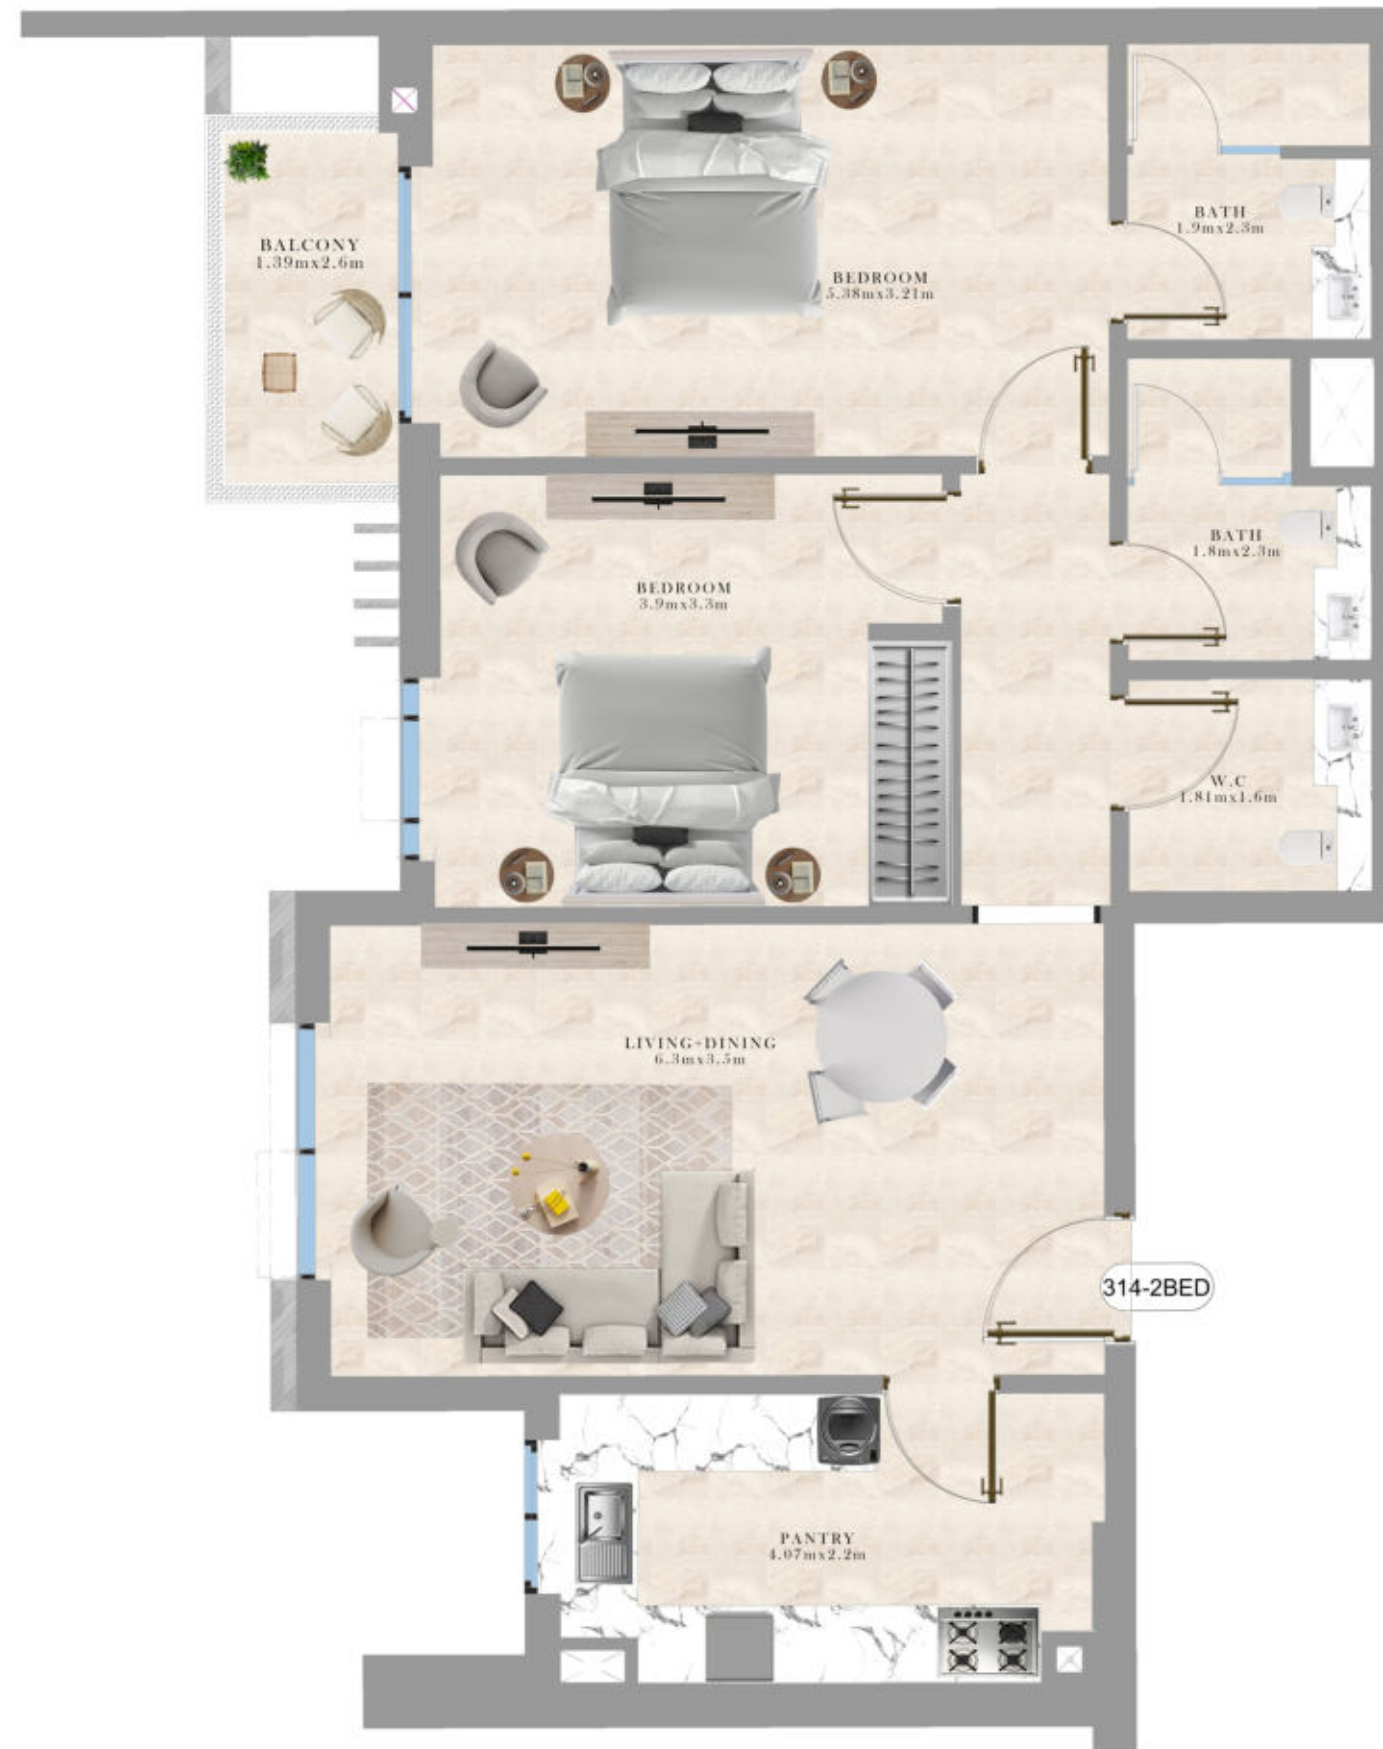 BATH
1.9mx2.3m
BALCONY
1.39mx2.6m
BEDROOM
5.38mx3.21m
BATH
1.8mx2.3m
BEDROOM
3.9mx3.3m
W.C
1.81mx1.6m
LIVING+DINING
6.3mx3.5m
314-2BED
PANTRY
4.07mx2.2m